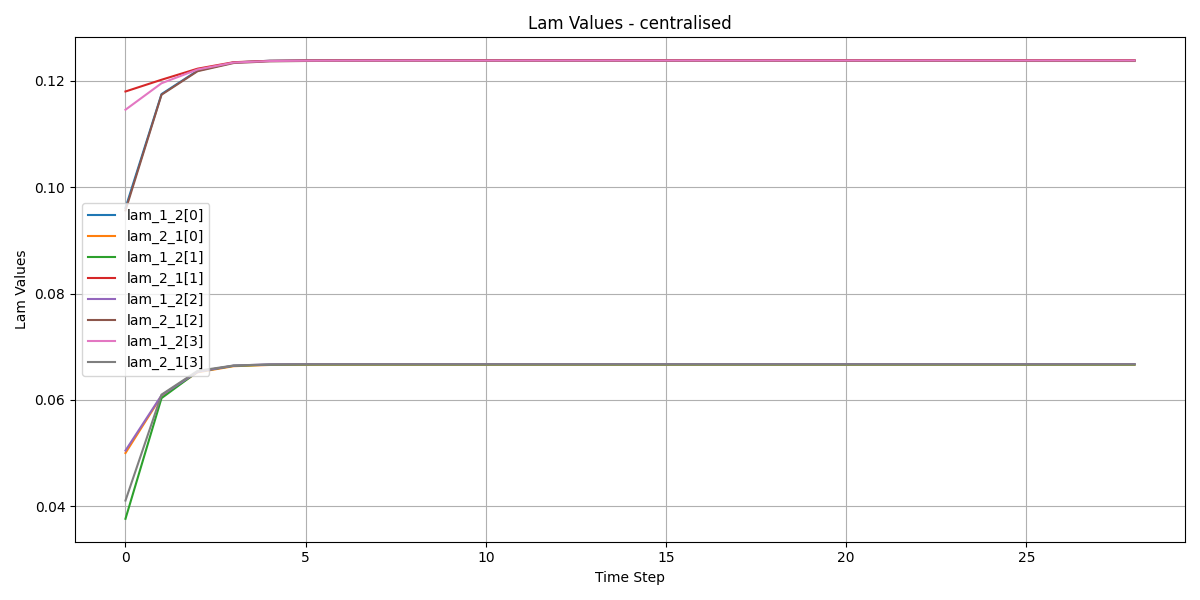 Lam Values - centralised
Lam Values
0.12
0.10
0.08
0.06
0.04
lam_1_2[0]
lam_2_1[0]
lam_1_2[1]
lam_2_1[1]
lam_1_2[2]
lam_2_1[2]
lam_1_2[3]
lam_2_1[3]
0 5 10 15 20 25
Time Step